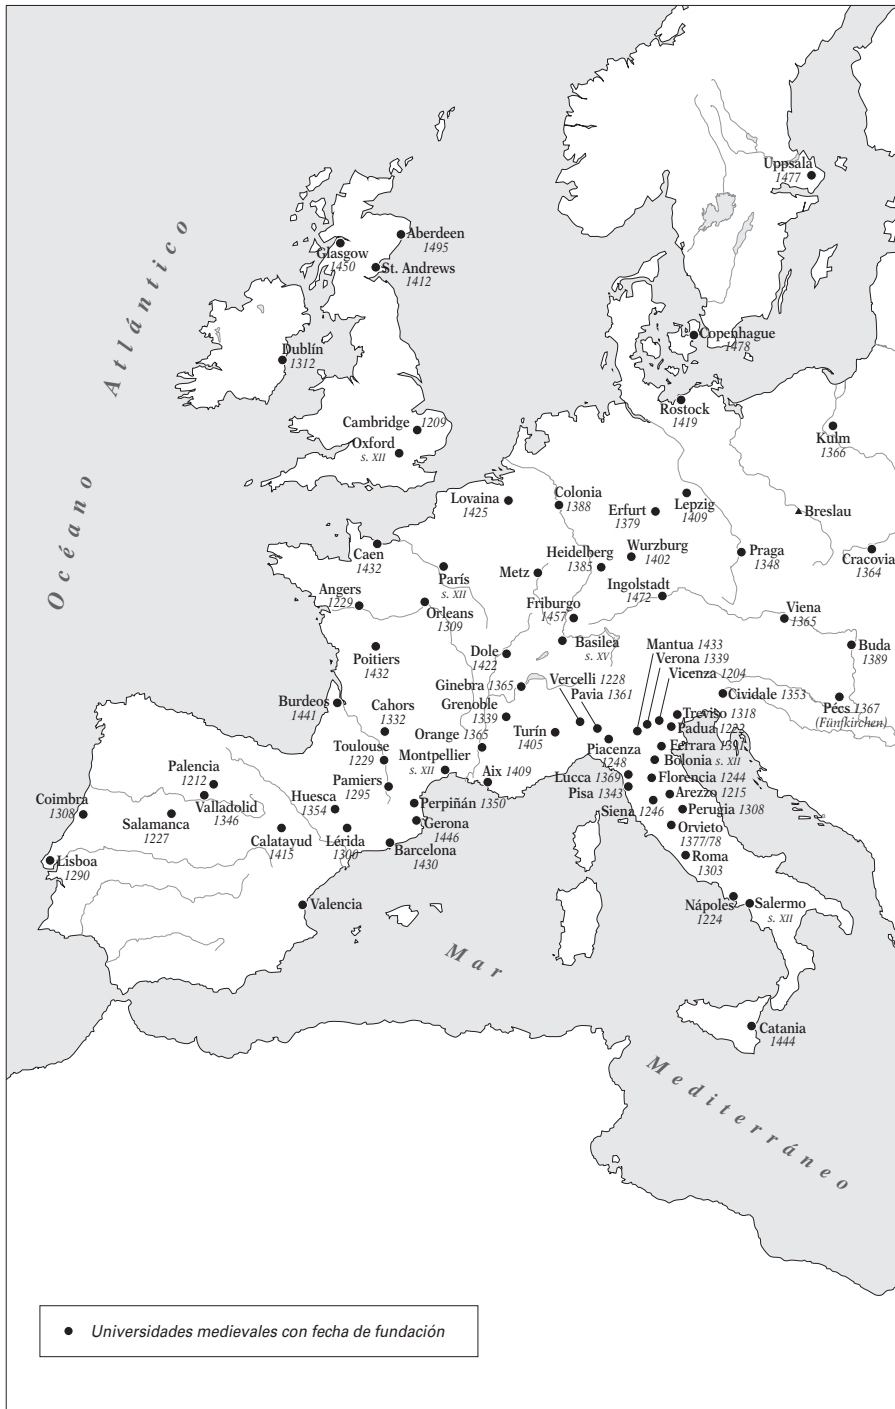 Océano Atlántico
Uppsala
1477
Aberdeen
1495
Glasgow
1450
St. Andrews
1412
Copenhague
1478
Dublín
1312
Rostock
1419
Cambridge 1209
Oxford
s. XII
Kulm
1366
Lovaina
1425
Colonia
1388
Erfurt
1379
Lepzig
1409
Breslau
Caen
1432
París
s. XII
Metz
Heidelberg
1385
Wurzburg
1402
Praga
1348
Cracovia
1364
Angers
1229
Orleans
1309
Ingolstadt
1472
Friburgo
1457
Viena
1365
Poitiers
1432
Dole
1422
Basilea
s. XV
Buda
1389
Mantua 1433
Verona 1339
Vicenza 1204
Vercelli 1228
Pavia 1361
Ginebra 1365
Grenoble
1339
Cividale 1353
Pécs 1367
(Fünfkirchen)
Burdeos
1441
Cahors
1332
Orange
1365
Turín
1405
Treviso 1318
Padua 1222
Piacenza
1248
Ferrara 1391
Bolonia s. XII
Toulouse
1229
Montpellier
s. XII
Aix 1409
Lucca 1369
Florencia 1244
Pisa 1343
Arezzo 1215
Siena 1246
Perugia 1308
Orvieto
1377/78
Palencia
1212
Pamiers
1295
Huesca
1354
Perpiñán 1350
Coimbra
1308
Valladolid
1346
Salamanca
1227
Gerona
1446
Calatayud
1415
Lérida
1300
Barcelona
1430
Lisboa
1290
Roma
1303
Valencia
Nápoles
1224
Salermo
s. XII
Catania
1444
Mar Mediterráneo
Universidades medievales con fecha de fundación